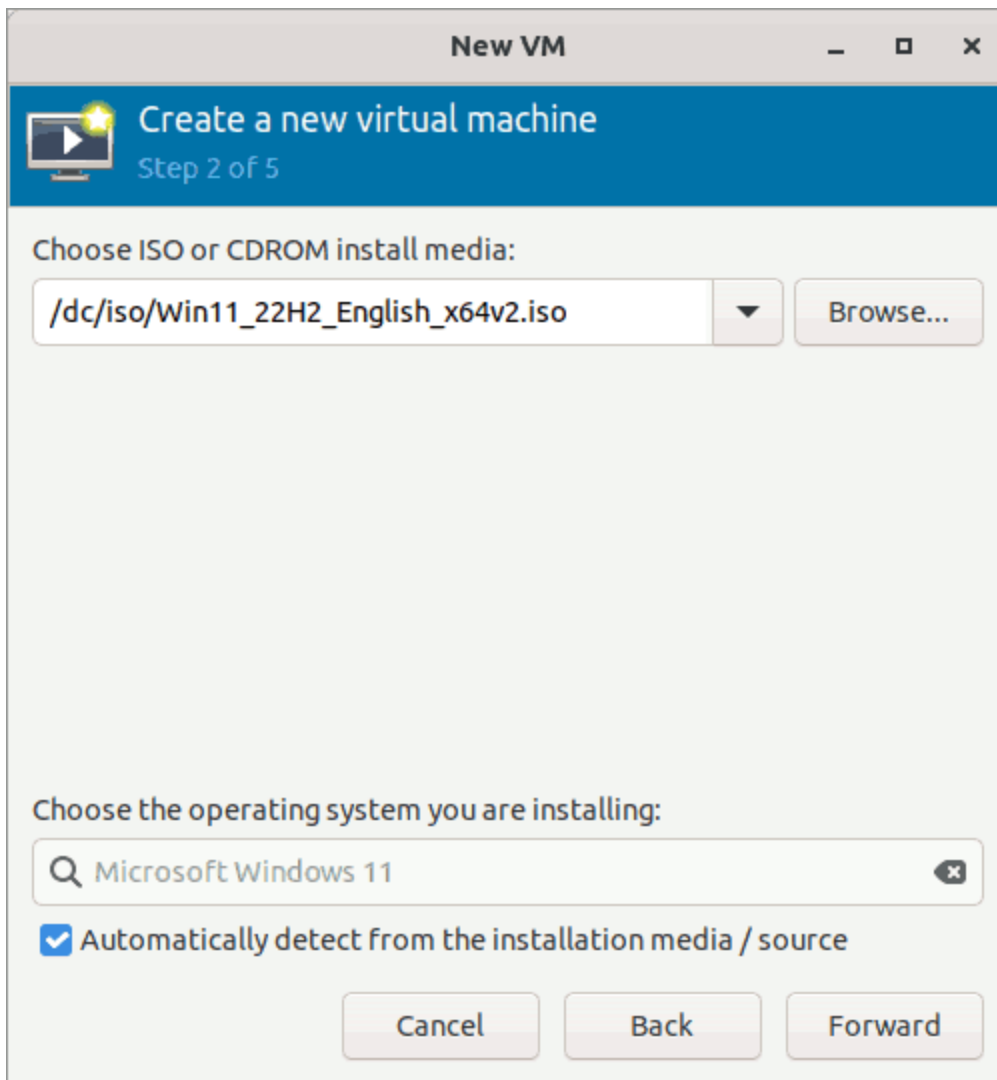 New VM
Create a new virtual machine
Step 2 of 5
Choose ISO or CDROM install media:
/dc/iso/Win11_22H2_English_x64v2.iso Browse...
Choose the operating system you are installing:
Microsoft Windows 11
Automatically detect from the installation media / source
Cancel Back Forward